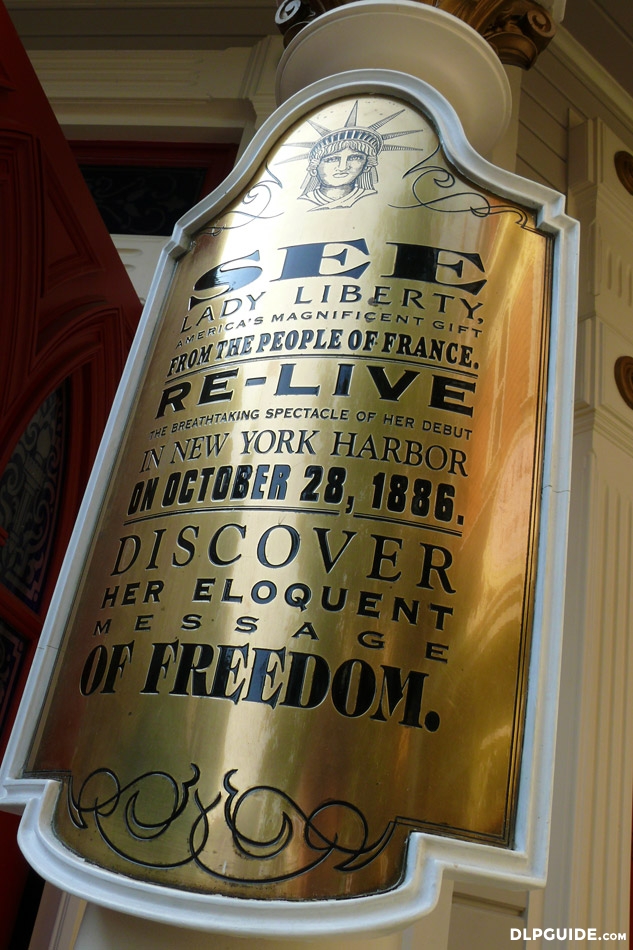 SEE
LADY LIBERTY,
AMERICA'S MAGNIFICENT GIFT
FROM THE PEOPLE OF FRANCE.
RE-LIVE
THE BREATHTAKING SPECTACLE OF HER DEBUT
IN NEW YORK HARBOR
ON OCTOBER 28, 1886.
DISCOVER
HER ELOQUENT
MESSAGE
OF FREEDOM.
DLPGUIDE.COM